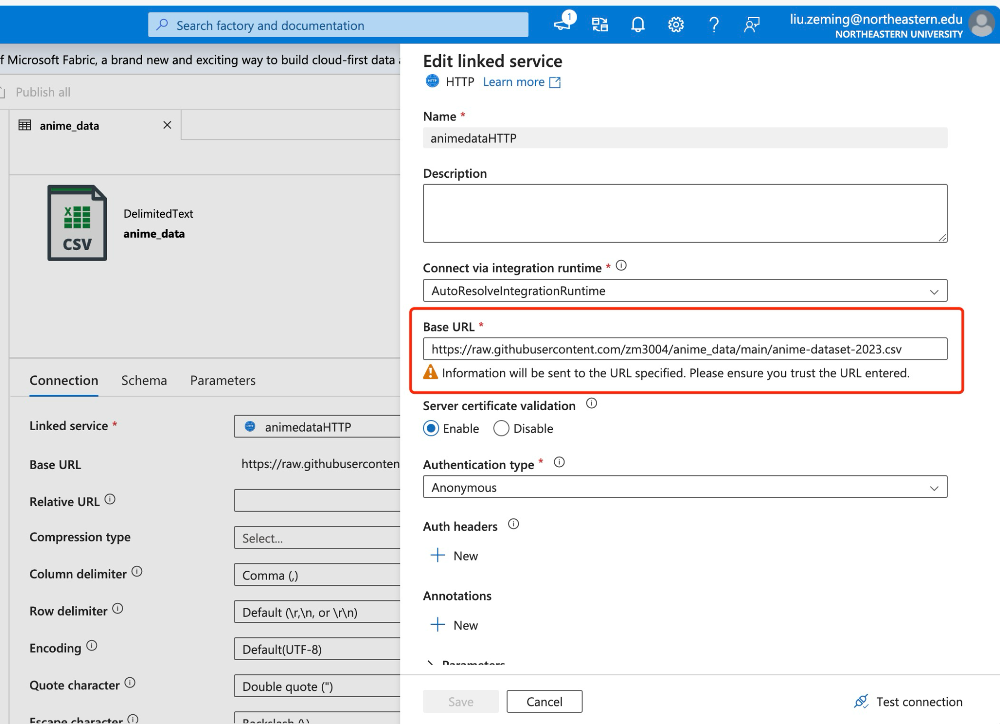 Search factory and documentation
1
liu.zeming@northeastern.edu
NORTHEASTERN UNIVERSITY
f Microsoft Fabric, a brand new and exciting way to build cloud-first data
Publish all
anime_data
CSV
DelimitedText
anime_data
Connection Schema Parameters
Linked service *
HTTP animedataHTTP
Base URL
https://raw.githubuserconten
Relative URL
Compression type
Select...
Column delimiter
Comma (,)
Row delimiter
Default (\r,\n, or \r\n)
Encoding
Default(UTF-8)
Quote character
Double quote (")
Escape character
Backslash (\)
Edit linked service
HTTP HTTP Learn more
Name *
animedataHTTP
Description
Connect via integration runtime *
AutoResolveIntegrationRuntime
Base URL *
https://raw.githubusercontent.com/zm3004/anime_data/main/anime-dataset-2023.csv
Information will be sent to the URL specified. Please ensure you trust the URL entered.
Server certificate validation
Enable Disable
Authentication type *
Anonymous
Auth headers
New
Annotations
New
Parameters
Save Cancel Test connection